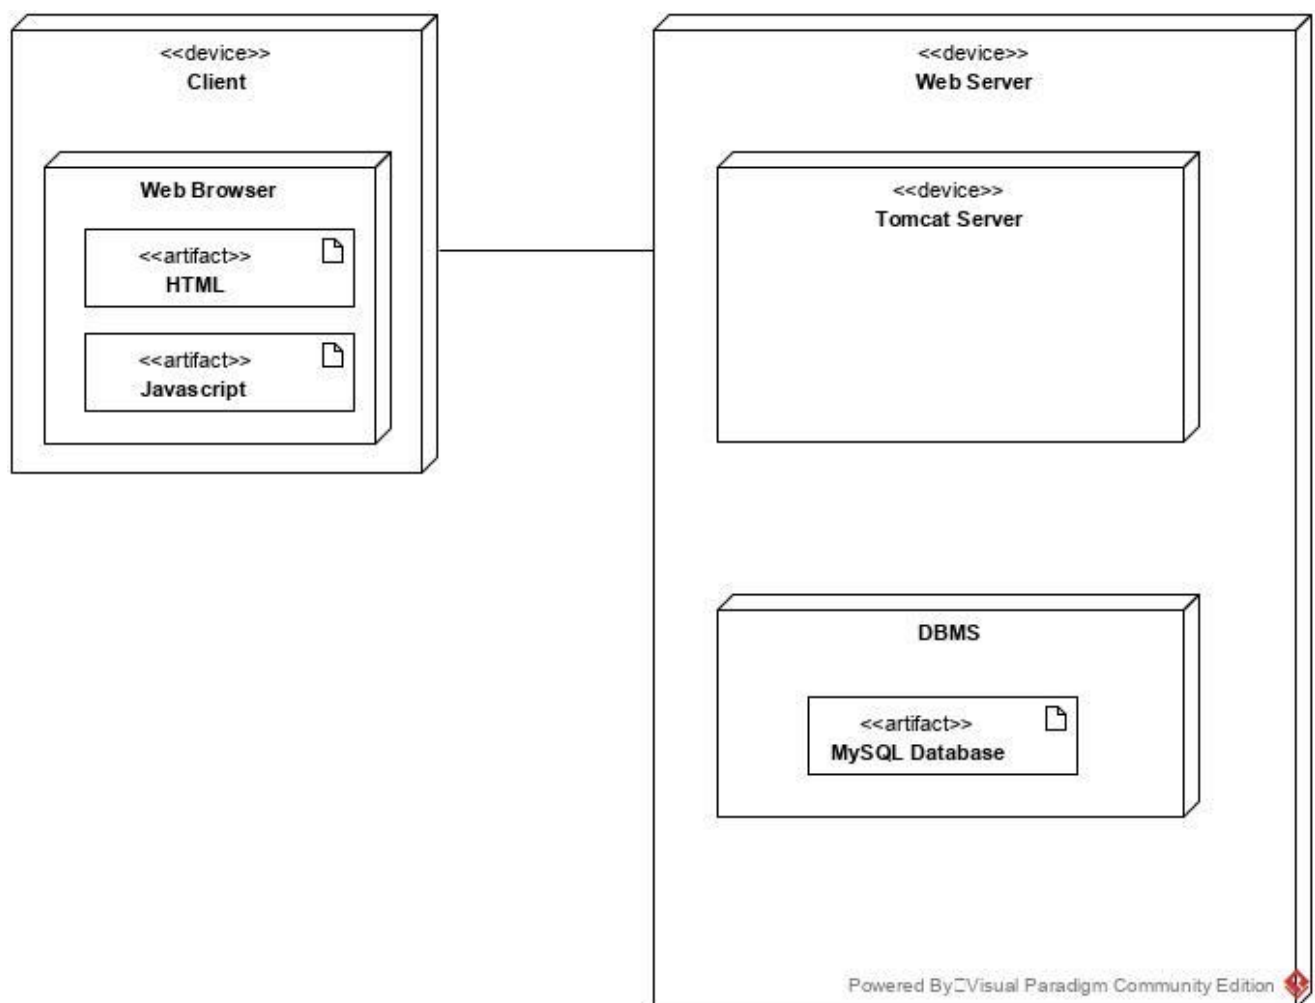 <<device>>
Client
Web Browser
<<artifact>>
HTML
<<artifact>>
Javascript
<<device>>
Web Server
<<device>>
Tomcat Server
DBMS
<<artifact>>
MySQL Database
Powered By Visual Paradigm Community Edition